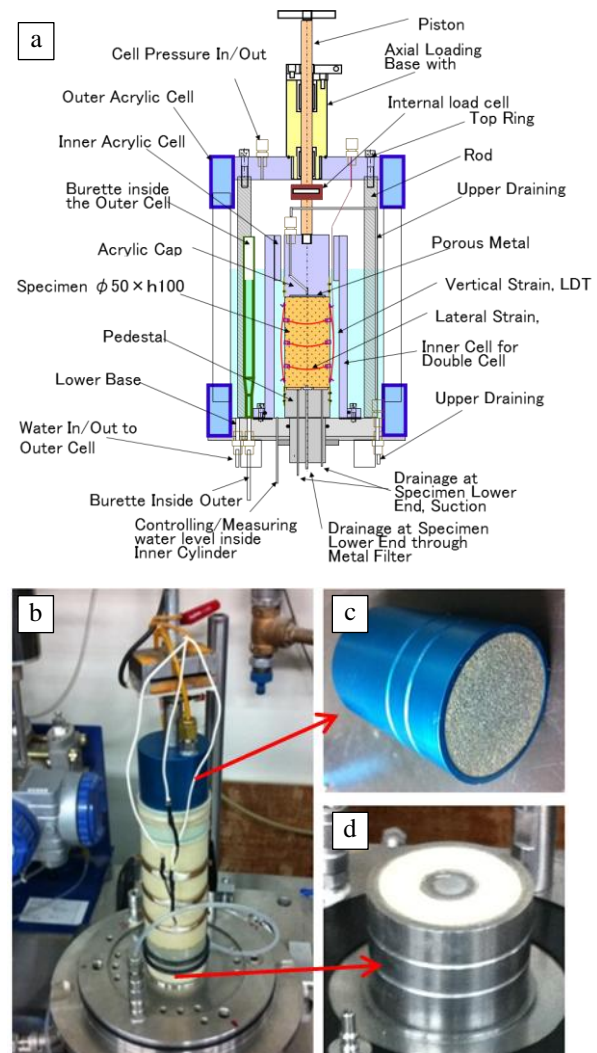 a
Piston
Cell Pressure In/Out
Axial Loading
Base with
Outer Acrylic Cell
Internal load cell
Top Ring
Inner Acrylic Cell
Rod
Burette inside
the Outer Cell
Upper Draining
Acrylic Cap
Porous Metal
Specimen φ50×h100
Vertical Strain, LDT
Lateral Strain,
Pedestal
Inner Cell for
Double Cell
Lower Base
Upper Draining
Water In/Out to
Outer Cell
Drainage at
Specimen Lower
End, Suction
Burette Inside Outer
Controlling/Measuring
water level inside
Inner Cylinder
Drainage at Specimen
Lower End through
Metal Filter
b
c
d